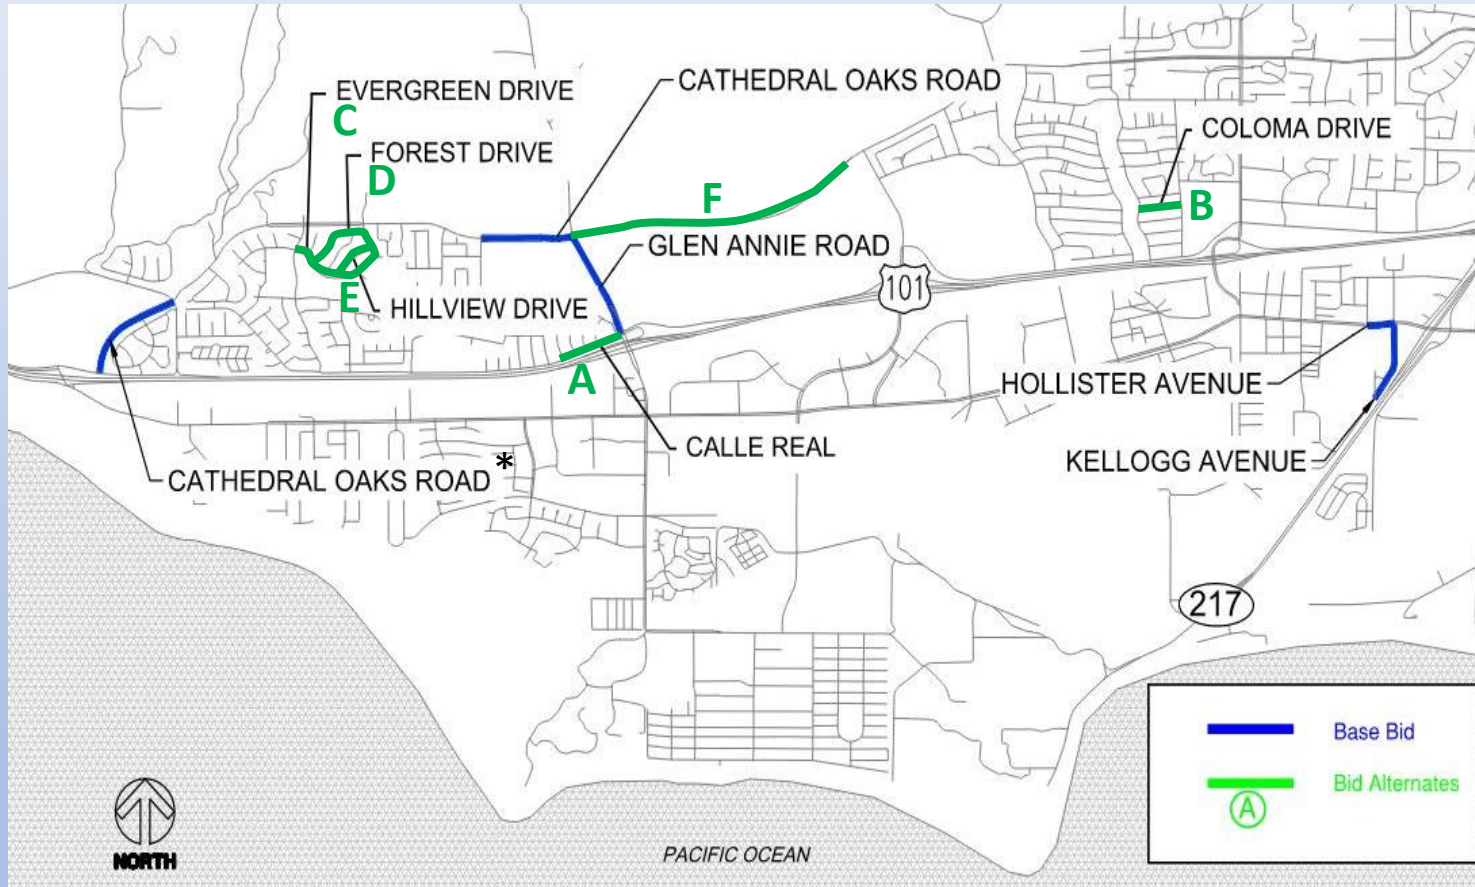 CATHEDRAL OAKS ROAD
EVERGREEN DRIVE
C
COLOMA DRIVE
FOREST DRIVE
D
F
B
GLEN ANNIE ROAD
101
E
HILLVIEW DRIVE
A
HOLLISTER AVENUE
CALLE REAL
KELLOGG AVENUE
CATHEDRAL OAKS ROAD *
217
Base Bid
Bid Alternates
A
NORTH
PACIFIC OCEAN